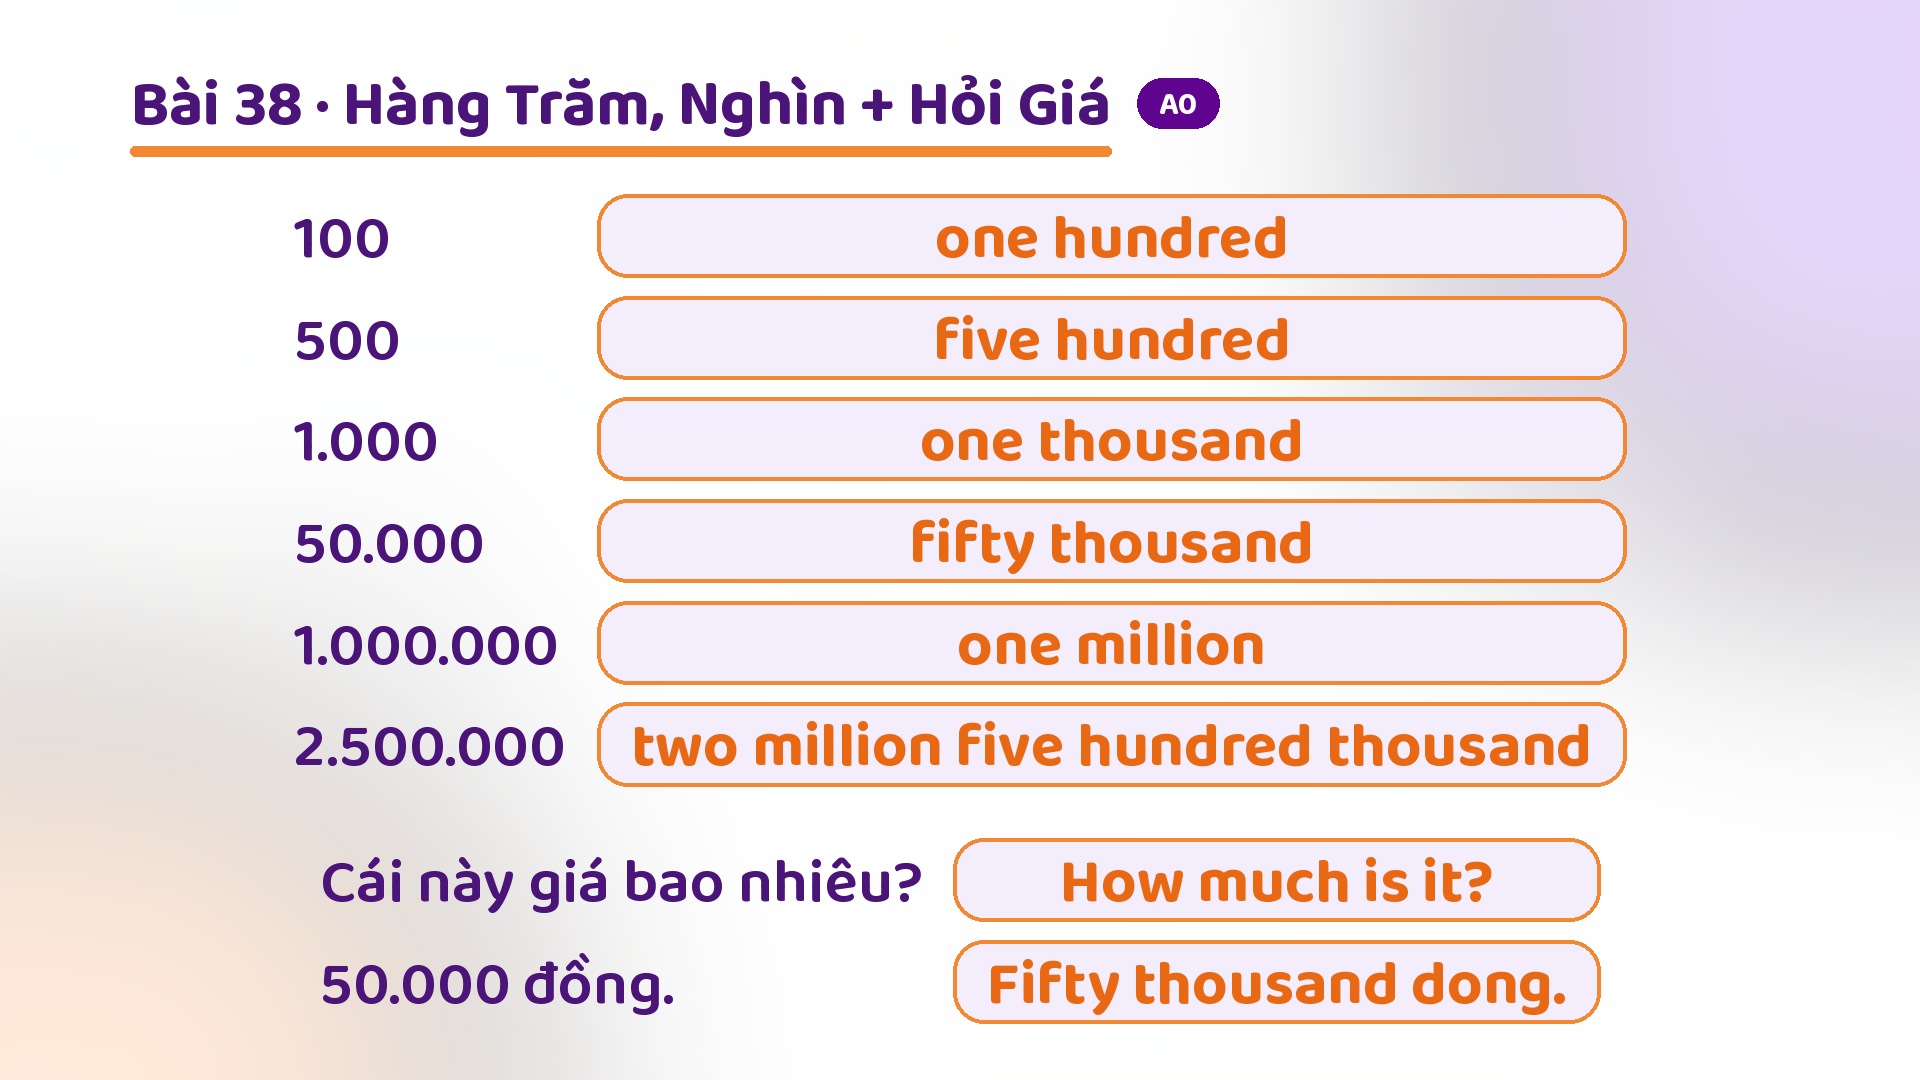 Bài 38 · Hàng Trăm, Nghìn + Hỏi Giá A0
100 one hundred
500 five hundred
1.000 one thousand
50.000 fifty thousand
1.000.000 one million
2.500.000 two million five hundred thousand
Cái này giá bao nhiêu? How much is it?
50.000 đồng. Fifty thousand dong.